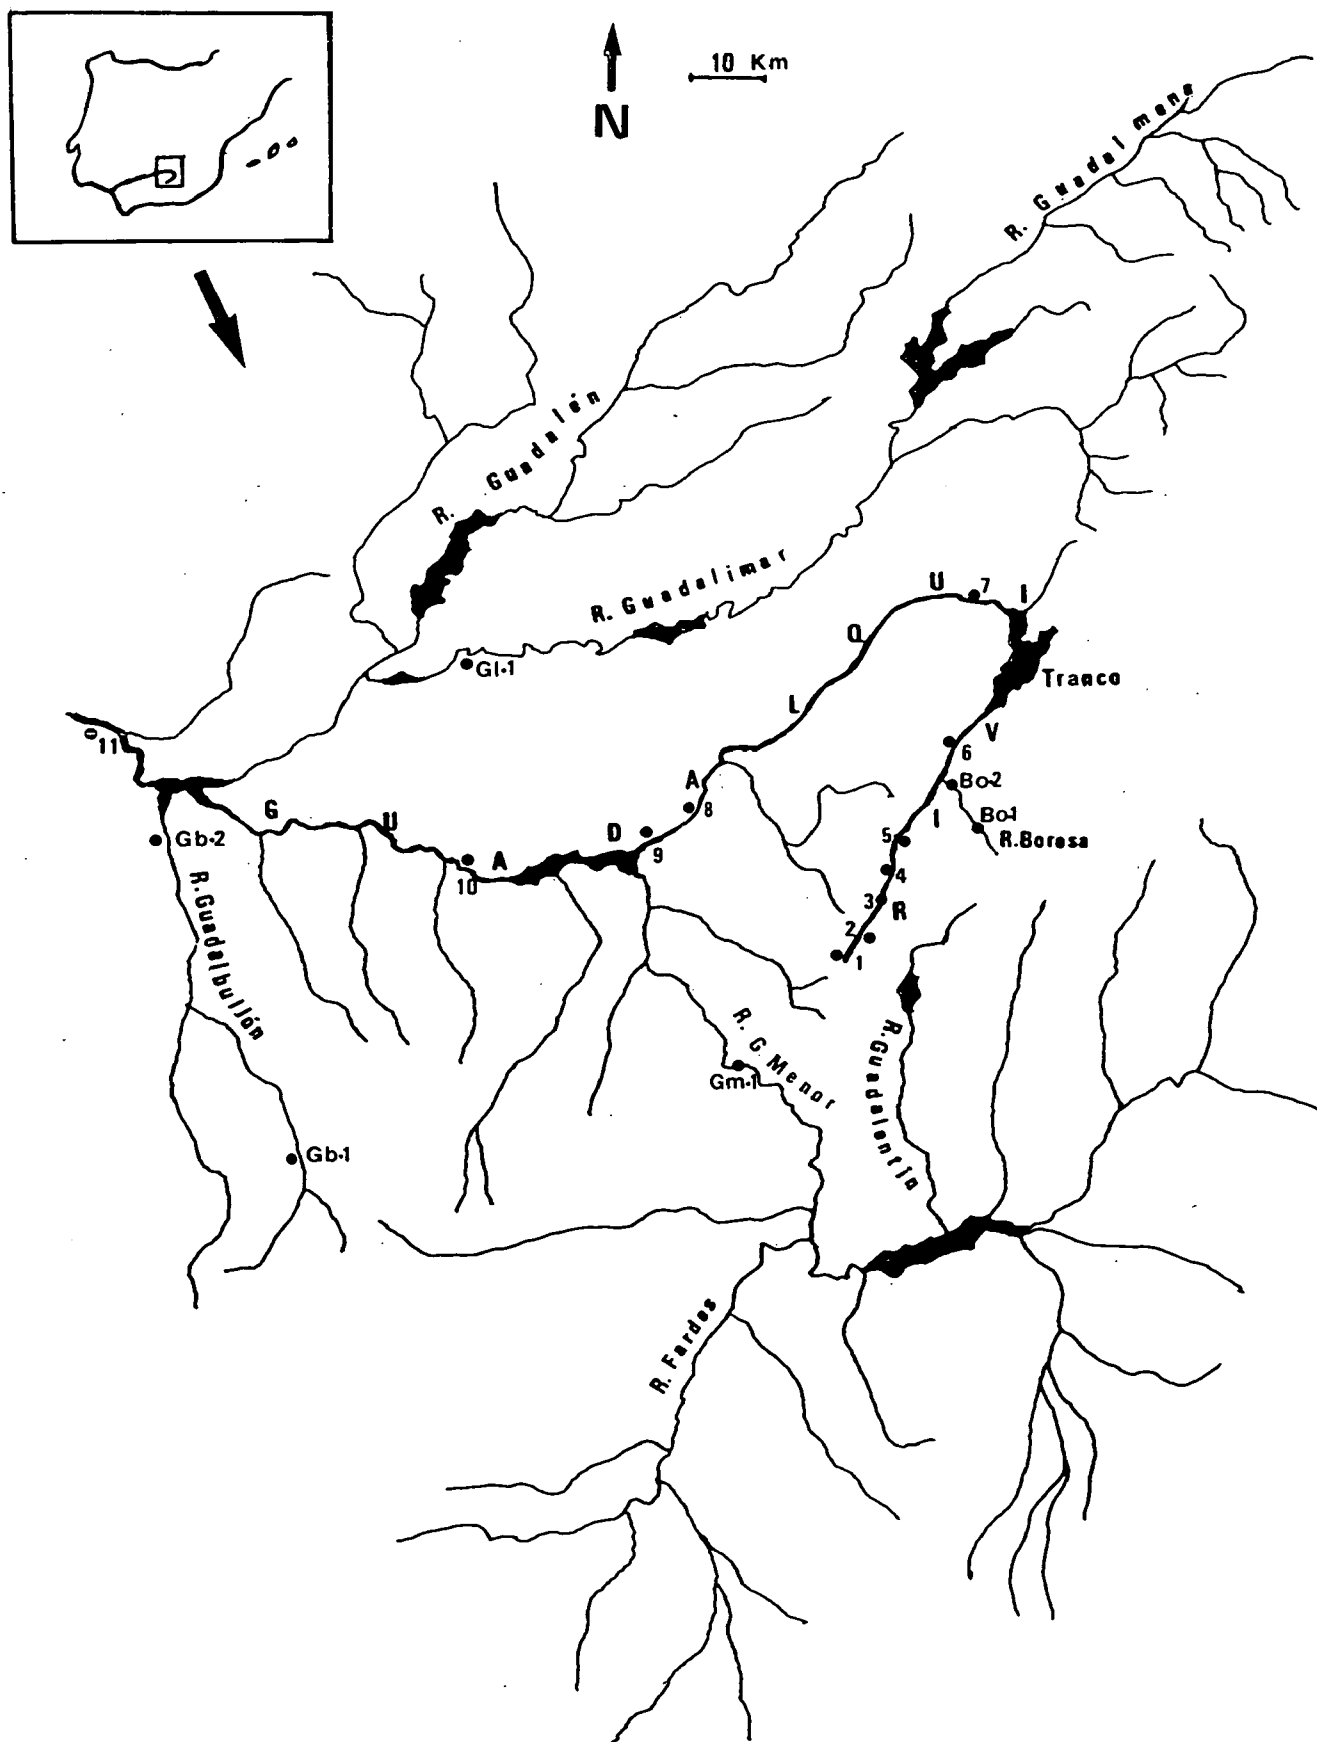 10 Km
N
R. Guadalmena
R. Guadalén
R. Guadalimar
Gl-1
7
Tranco
6
Bo-2
Bo-1
R.Borosa
5
4
3
2
1
8
9
10
11
GUADALQUIVIR
Gb-2
R.Guadalbullón
Gb-1
R. G. Menor
Gm-1
R.Guadalentín
R. Fardes